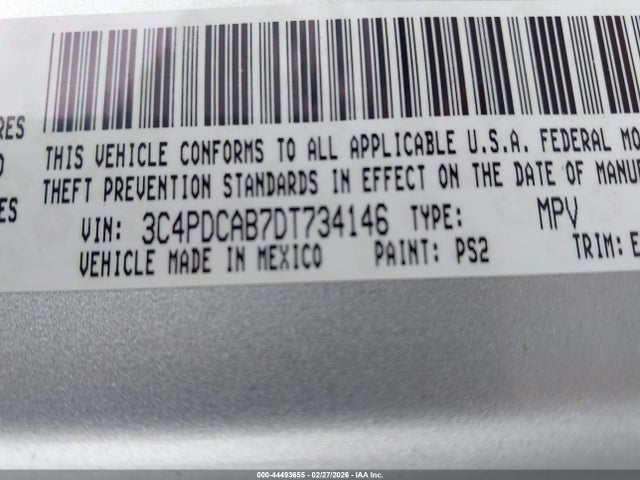 THIS VEHICLE CONFORMS TO ALL APPLICABLE U.S.A. FEDERAL MO
THEFT PREVENTION STANDARDS IN EFFECT ON THE DATE OF MANU
VIN: 3C4PDCAB7DT734146 TYPE: MPV
VEHICLE MADE IN MEXICO PAINT: PS2 TRIM: E
RES
ES
000-44493655 - 02/27/2026 - IAA Inc.